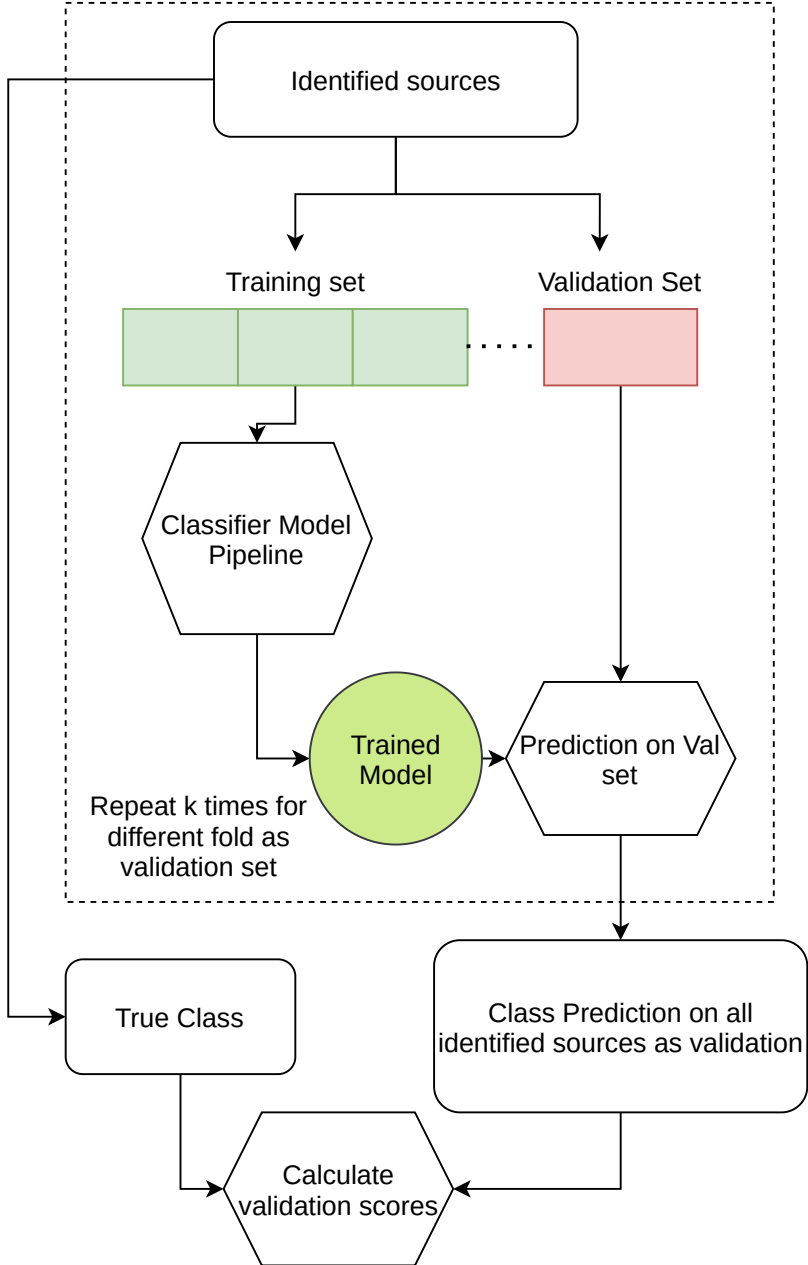 Identified sources
Training set
Validation Set
Classifier Model
Pipeline
Trained
Model
Prediction on Val
set
Repeat k times for
different fold as
validation set
True Class
Class Prediction on all
identified sources as validation
Calculate
validation scores